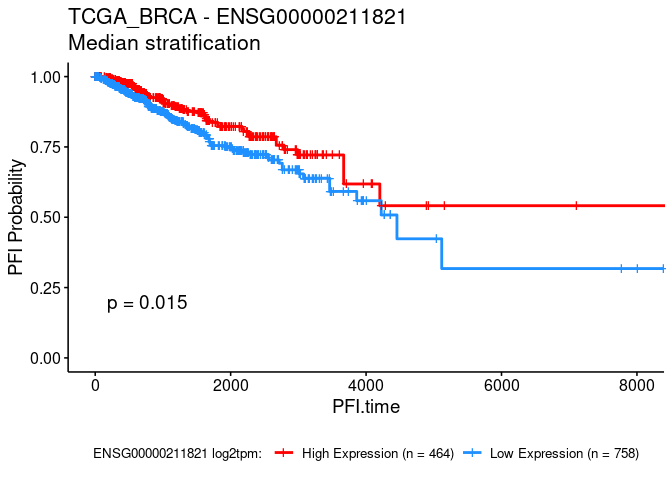 TCGA_BRCA - ENSG00000211821
Median stratification
1.00
0.75
0.50
0.25
0.00
PFI Probability
p = 0.015
0 2000 4000 6000 8000
PFI.time
ENSG00000211821 log2tpm: High Expression (n = 464) Low Expression (n = 758)